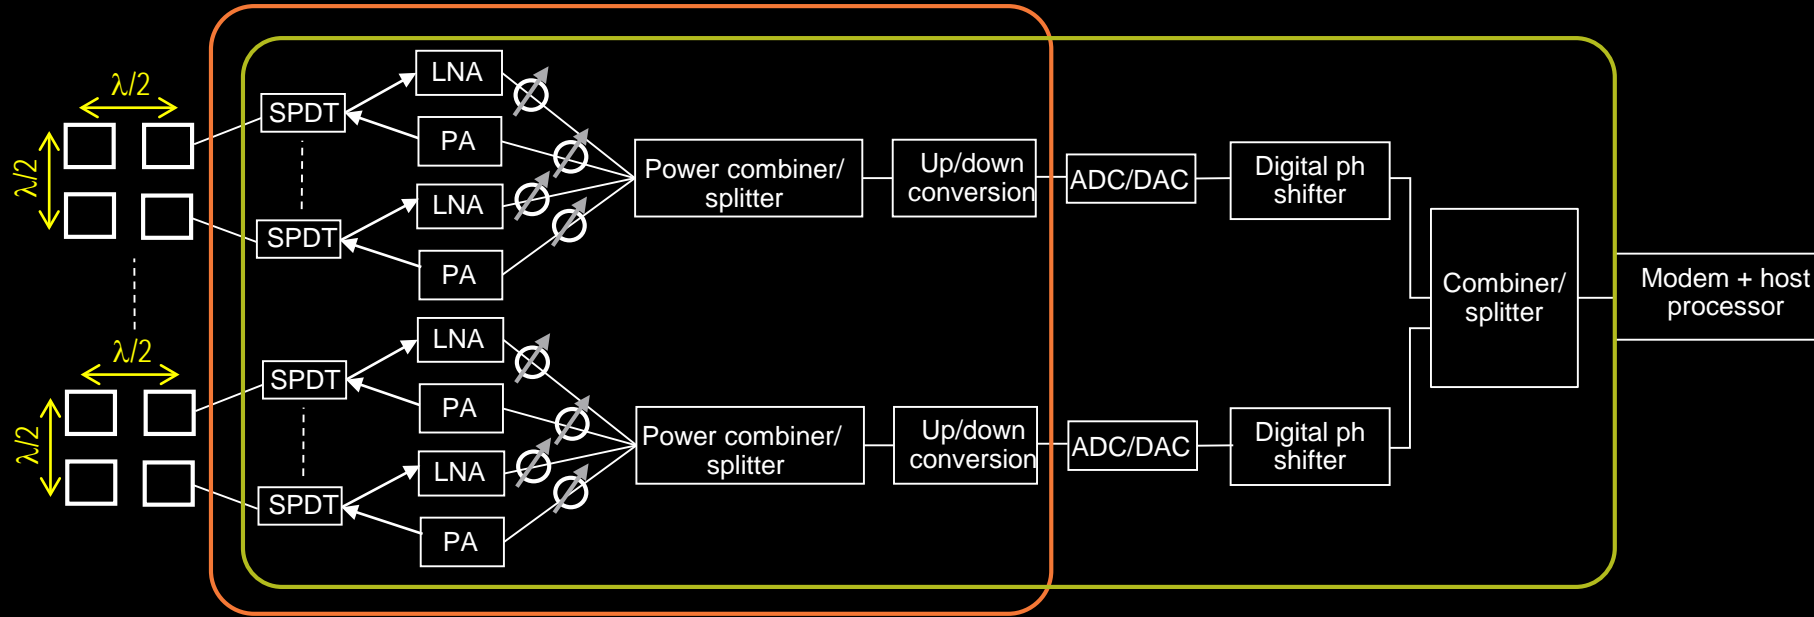 λ/2
λ/2
SPDT
LNA
PA
SPDT
LNA
PA
Power combiner/
splitter
Up/down
conversion
ADC/DAC
Digital ph
shifter
Combiner/
splitter
Modem + host
processor
λ/2
λ/2
SPDT
LNA
PA
SPDT
LNA
PA
Power combiner/
splitter
Up/down
conversion
ADC/DAC
Digital ph
shifter